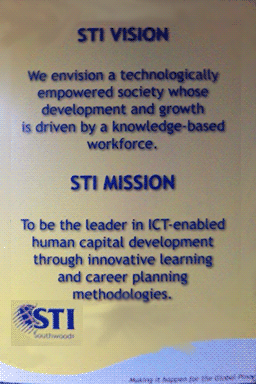 STI VISION
We envision a technologically
empowered society whose
development and growth
is driven by a knowledge-based
workforce.
STI MISSION
To be the leader in ICT-enabled
human capital development
through innovative learning
and career planning
methodologies.
STI
Southwoods
Making it happen for the Global Pinoy